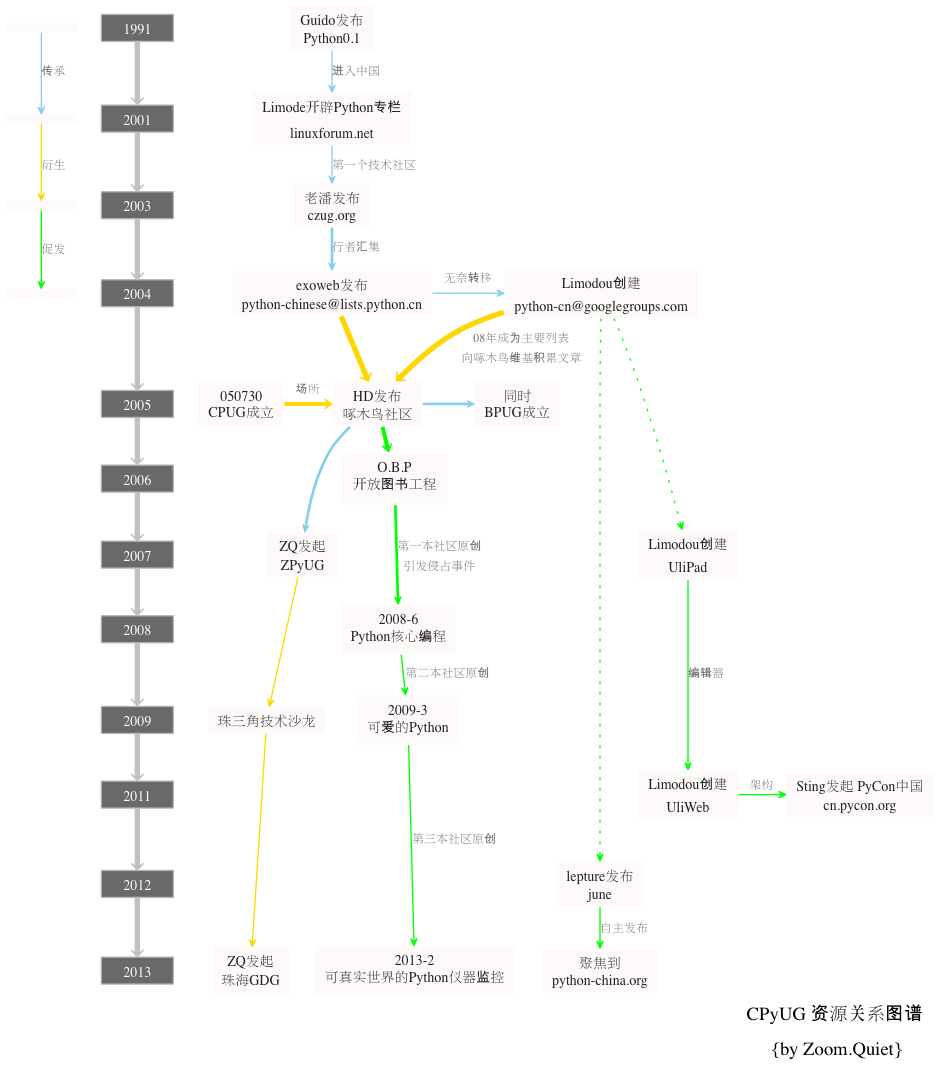 Guido发布
Python0.1
1991
进入中国
传承
Limode开辟Python专栏
linuxforum.net
2001
衍生
第一个技术社区
老潘发布
czug.org
2003
促发
行者汇集
exoweb发布
python-chinese@lists.python.cn
无奈转移
Limodou创建
python-cn@googlegroups.com
2004
08年成为主要列表
向啄木鸟维基积累文章
050730
CPUG成立
场所
HD发布
啄木鸟社区
同时
BPUG成立
2005
O.B.P
开放图书工程
2006
ZQ发起
ZPyUG
第一本社区原创
引发侵占事件
Limodou创建
UliPad
2007
2008-6
Python核心编程
2008
第二本社区原创
编辑器
珠三角技术沙龙
2009-3
可爱的Python
2009
Limodou创建
UliWeb
架构
Sting发起 PyCon中国
cn.pycon.org
2011
第三本社区原创
lepture发布
june
2012
自主发布
ZQ发起
珠海GDG
2013-2
可真实世界的Python仪器监控
聚焦到
python-china.org
2013
CPyUG 资源关系图谱
{by Zoom.Quiet}